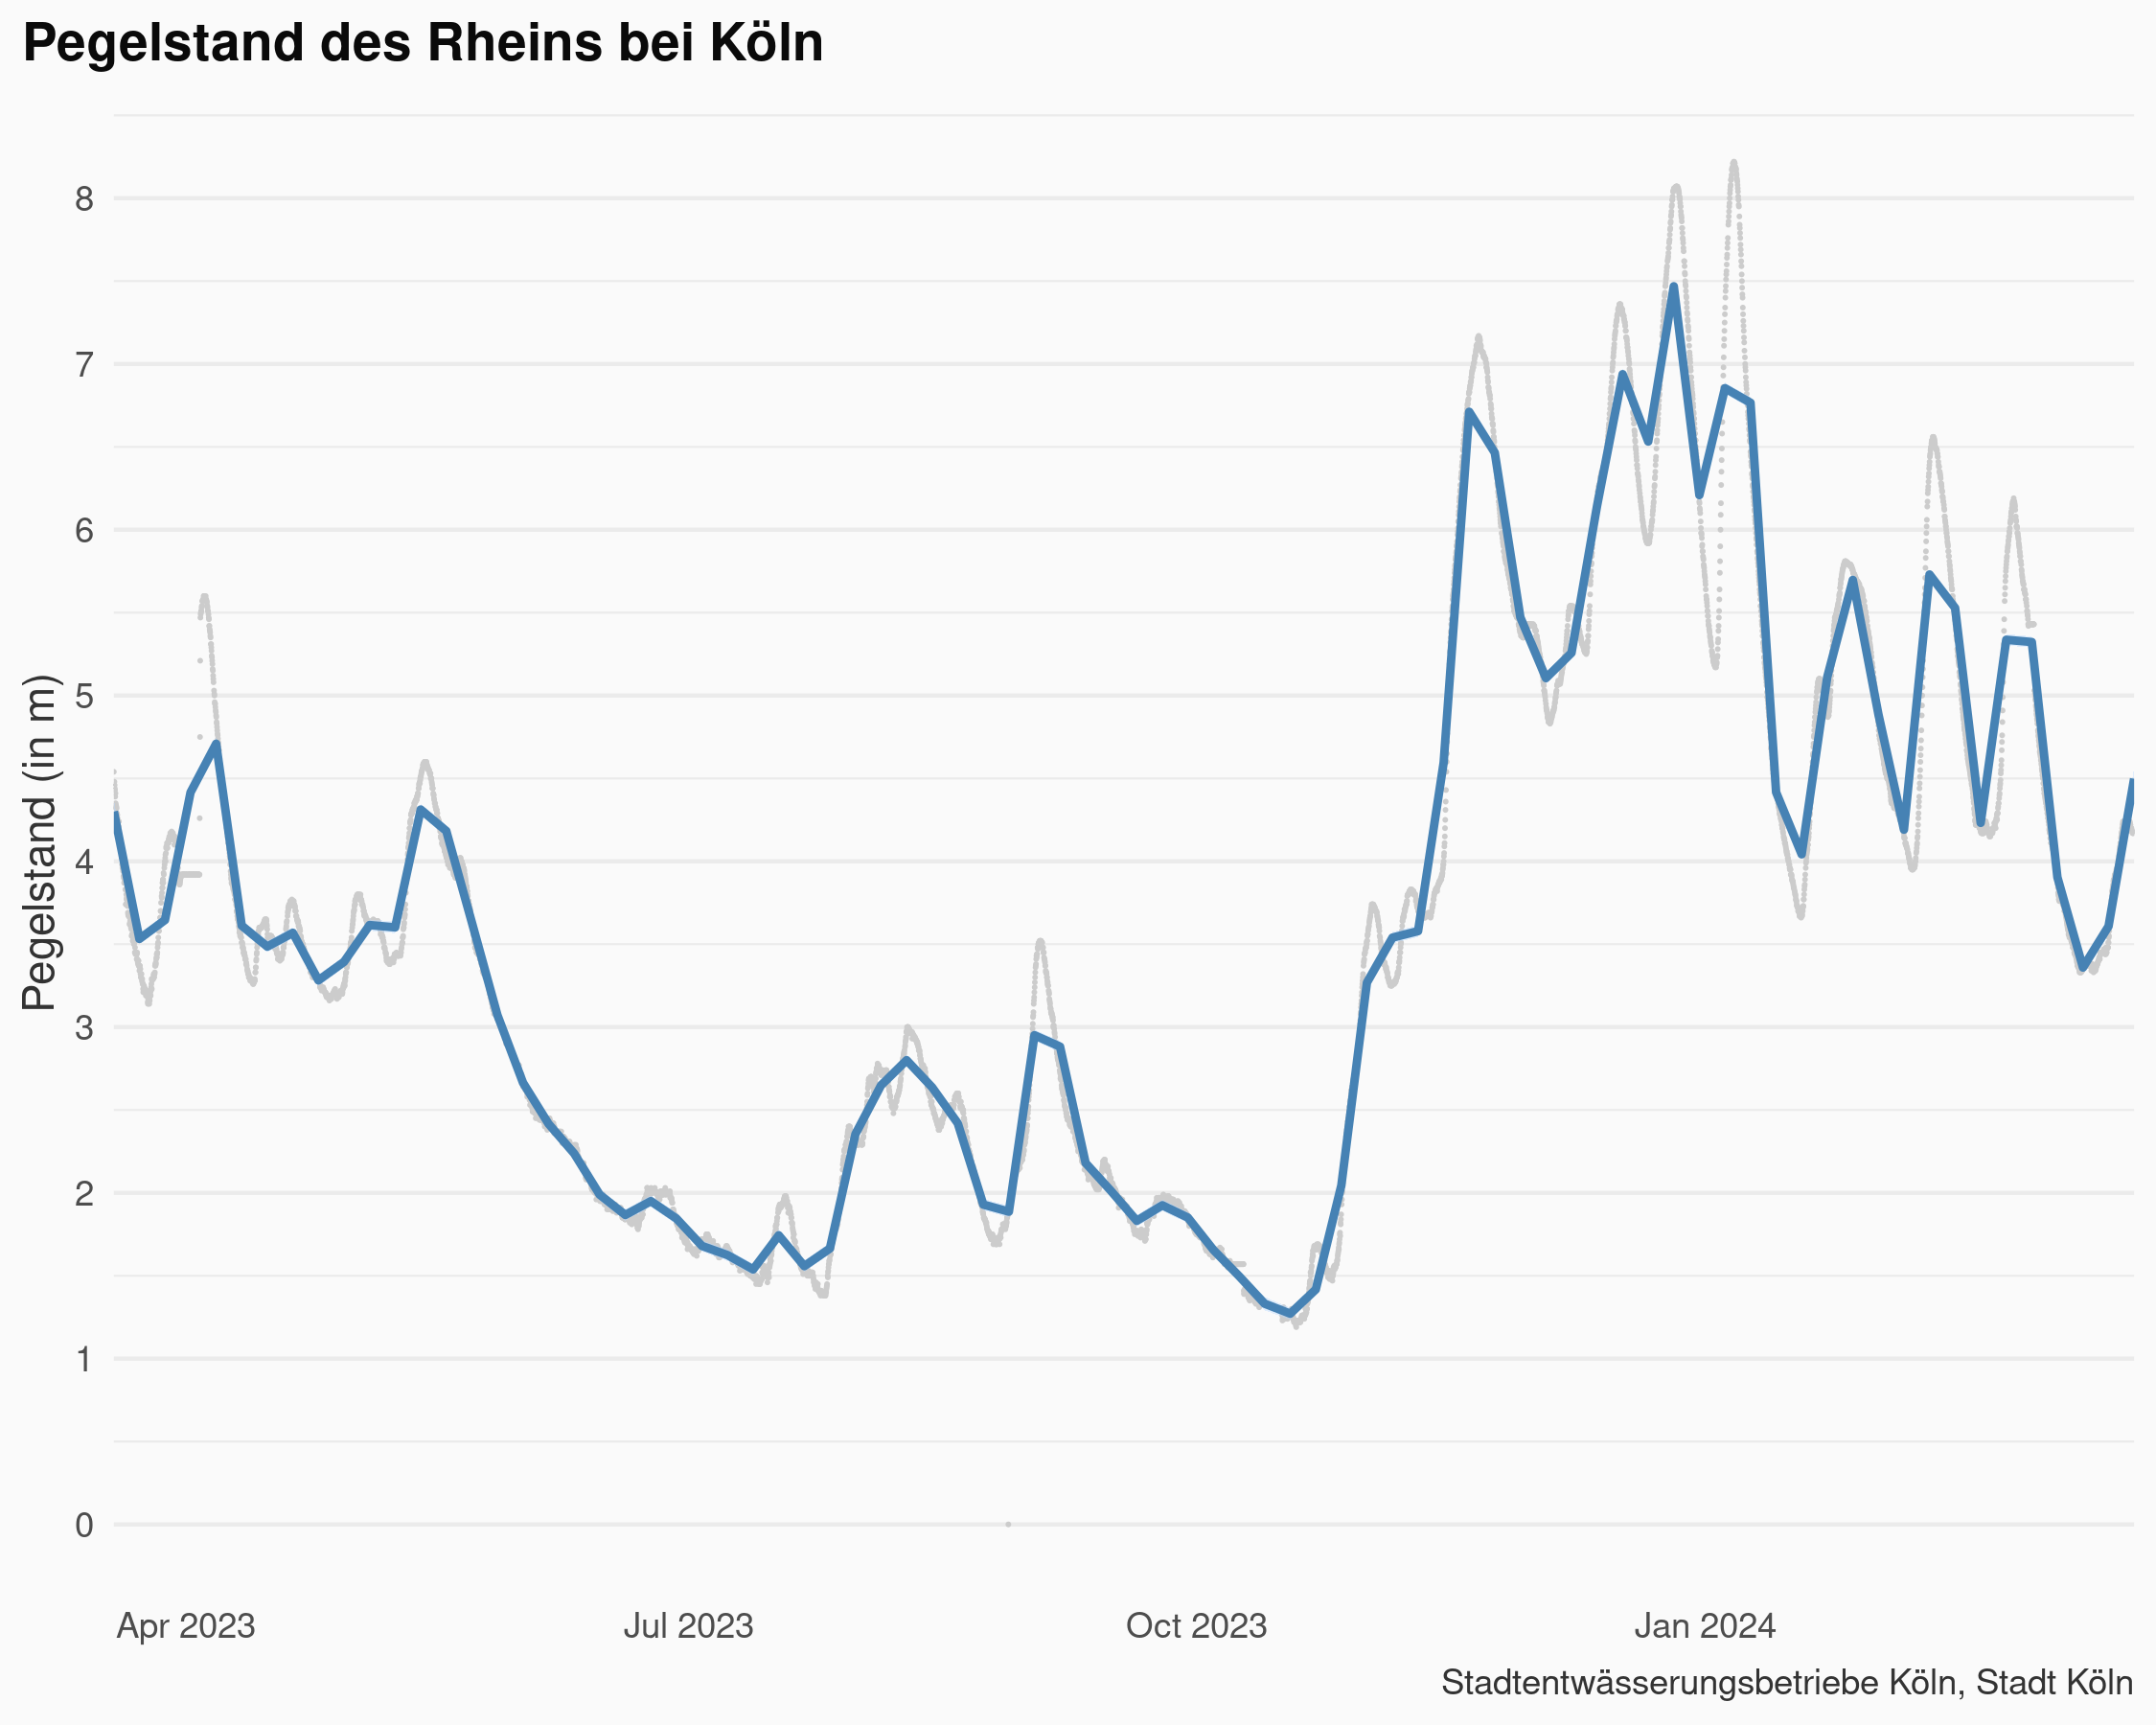 Pegelstand des Rheins bei Köln
Pegelstand (in m)
8
7
6
5
4
3
2
1
0
Apr 2023
Jul 2023
Oct 2023
Jan 2024
Stadtentwässerungsbetriebe Köln, Stadt Köln